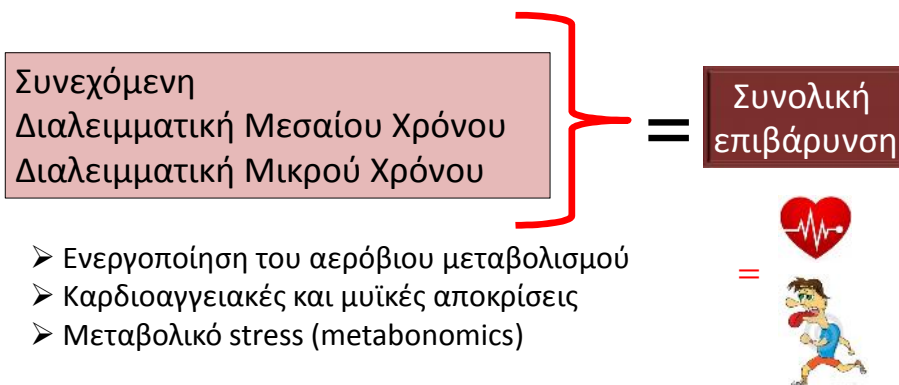 Συνεχόμενη
Διαλειμματική Μεσαίου Χρόνου
Διαλειμματική Μικρού Χρόνου
=
Συνολική
επιβάρυνση
➢ Ενεργοποίηση του αερόβιου μεταβολισμού
➢ Καρδιοαγγειακές και μυϊκές αποκρίσεις
➢ Μεταβολικό stress (metabonomics)
=